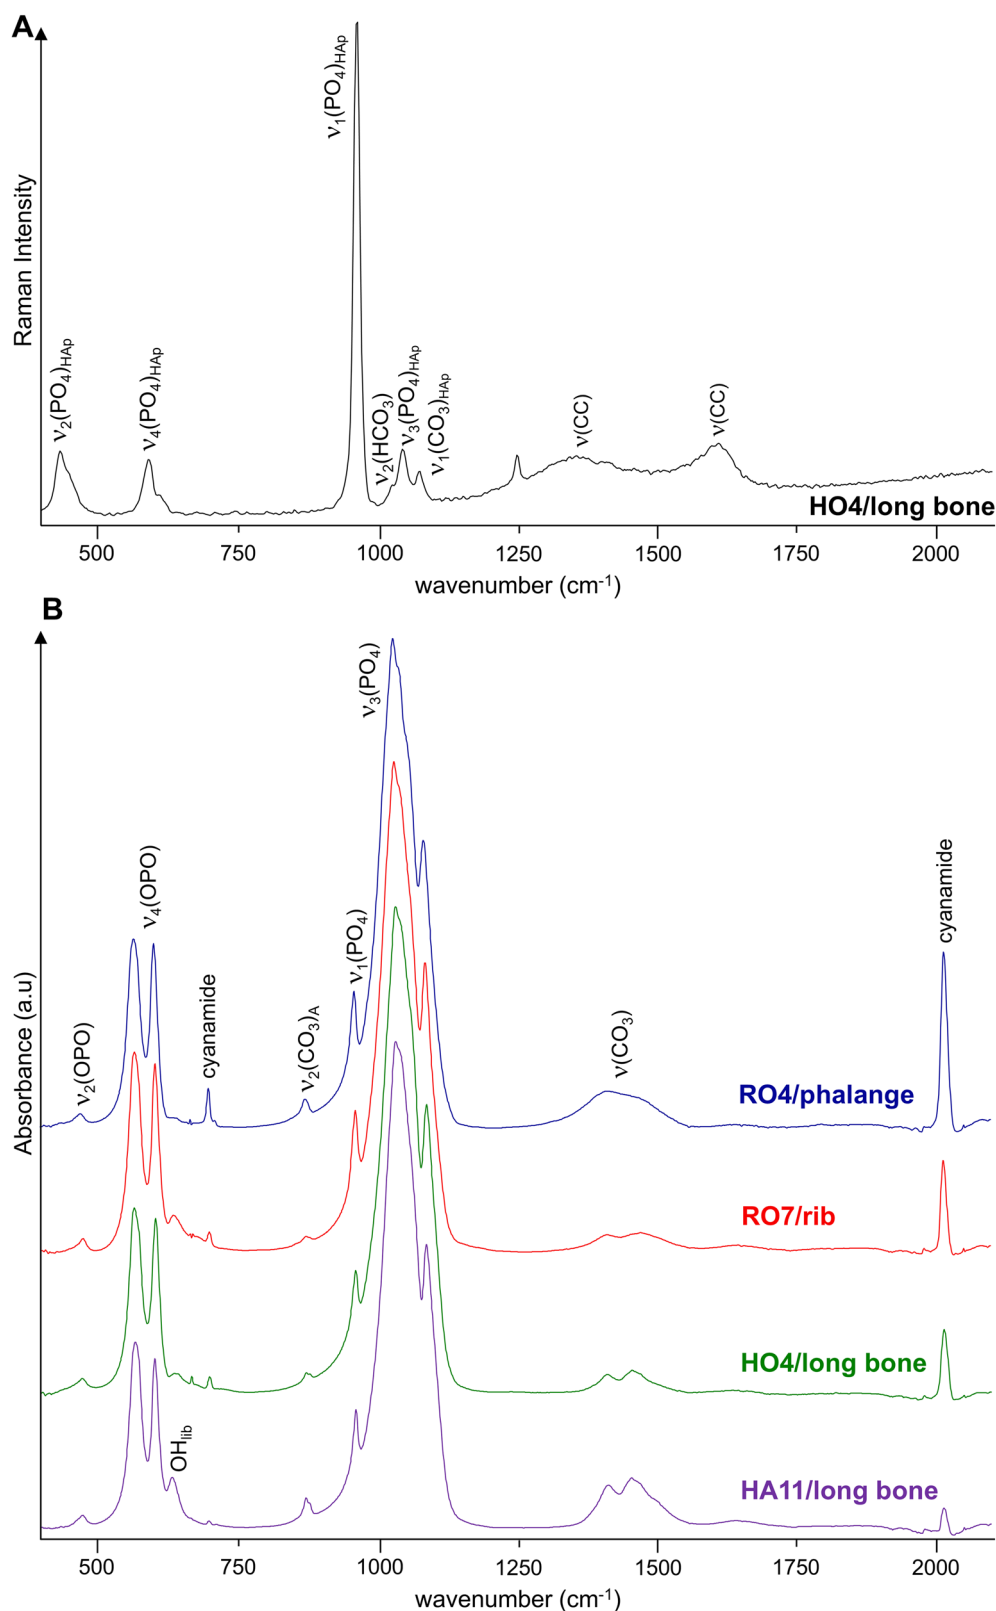 A
Raman Intensity
ν2(PO4)HAp
ν4(PO4)HAp
ν1(PO4)HAp
ν2(HCO3)
ν3(PO4)HAp
ν1(CO3)HAp
ν(CC)
ν(CC)
HO4/long bone
500 750 1000 1250 1500 1750 2000
wavenumber (cm-1)
B
Absorbance (a.u)
ν2(OPO)
ν4(OPO)
cyanamide
ν2(CO3)A
ν1(PO4)
ν3(PO4)
ν(CO3)
cyanamide
RO4/phalange
RO7/rib
HO4/long bone
OHlib
HA11/long bone
500 750 1000 1250 1500 1750 2000
wavenumber (cm-1)